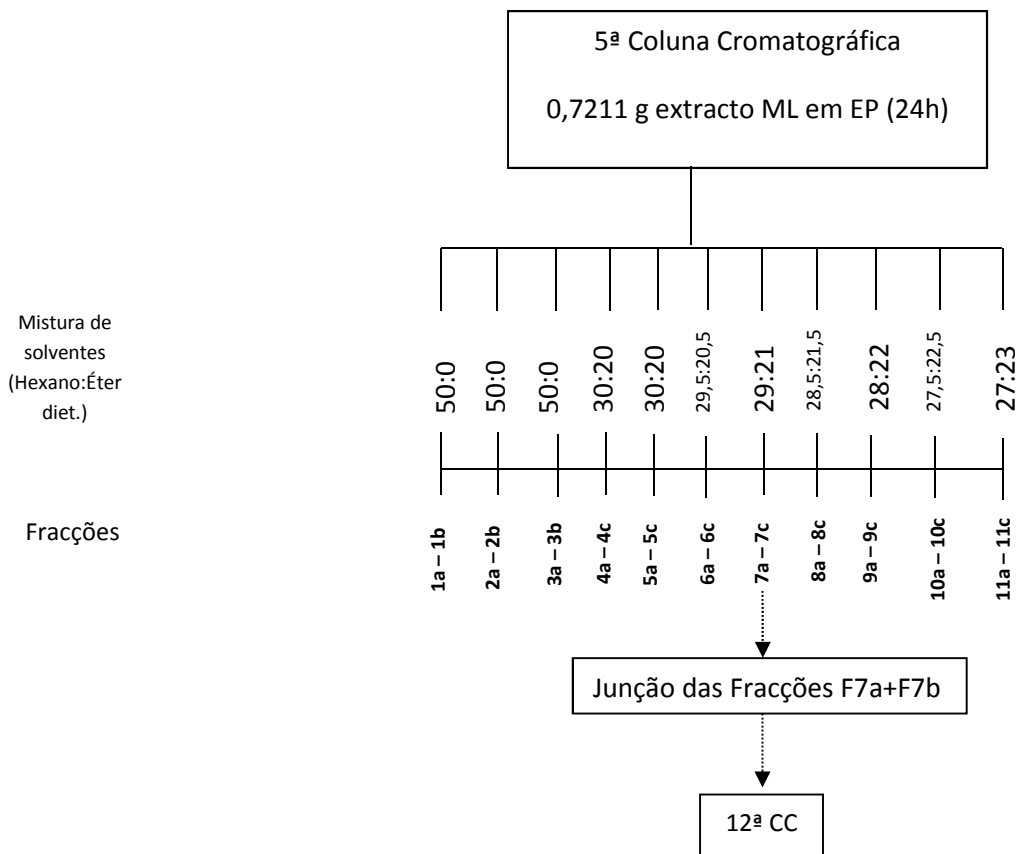 5ª Coluna Cromatográfica
0,7211 g extracto ML em EP (24h)
Mistura de
solventes
(Hexano:Éter
diet.)
50:0
50:0
50:0
30:20
30:20
29,5:20,5
29:21
28,5:21,5
28:22
27,5:22,5
27:23
Fracções
1a – 1b
2a – 2b
3a – 3b
4a – 4c
5a – 5c
6a – 6c
7a – 7c
8a – 8c
9a – 9c
10a – 10c
11a – 11c
Junção das Fracções F7a+F7b
12ª CC